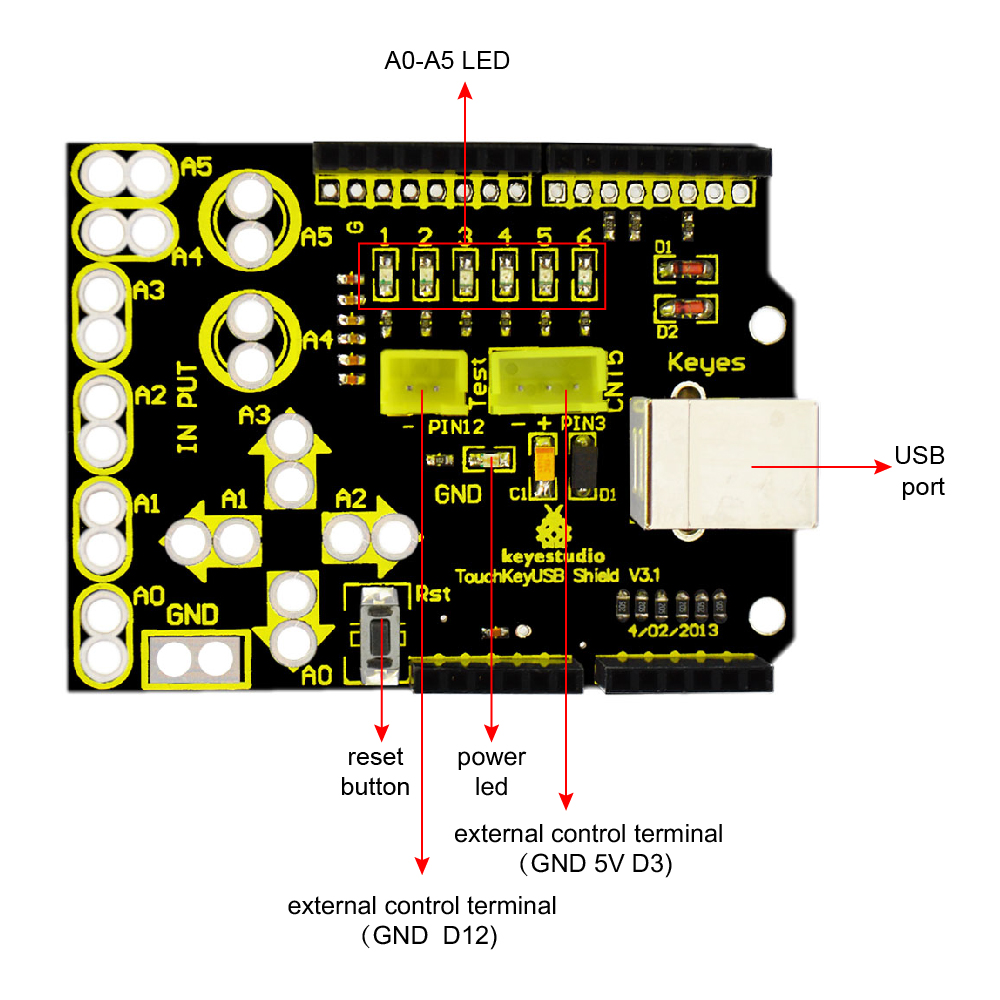 A0-A5 LED
A5
A4
A3
A2
A1
A0
IN PUT
A5
A4
A3
A1
A2
A0
GND
G
1 2 3 4 5 6
D1
D2
Keyes
Test
CNT5
- PIN12
- + PIN3
GND
C1
D1
keyestudio
TouchKeyUSB Shield V3.1
Rst
4/02/2013
USB
port
reset
button
power
led
external control terminal
（GND 5V D3)
external control terminal
（GND D12)